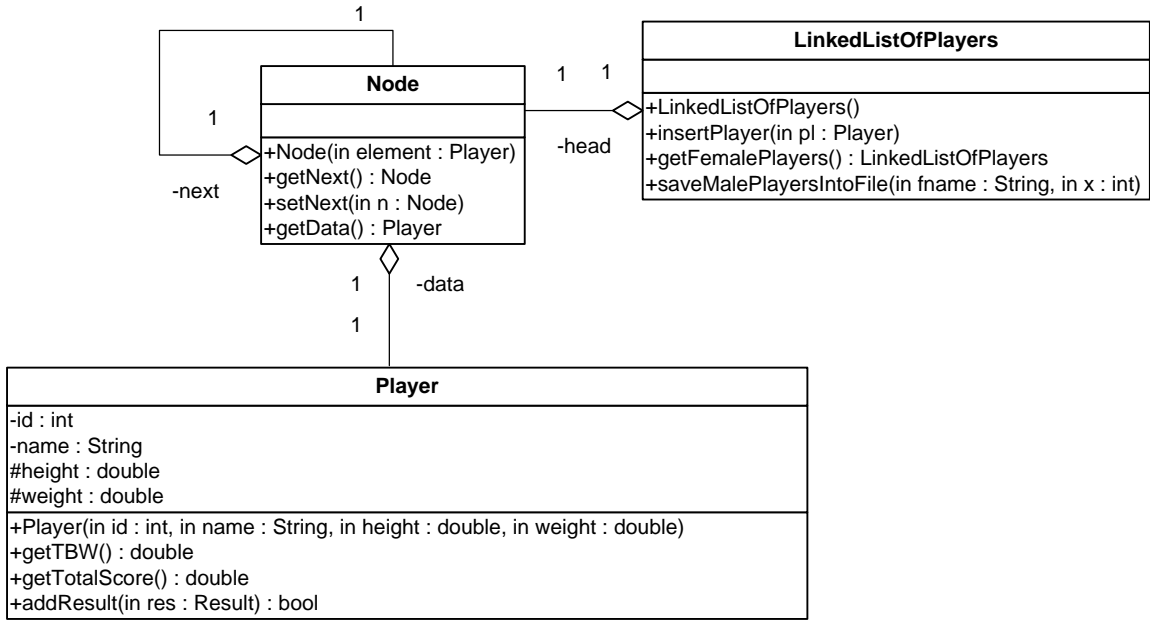 1
LinkedListOfPlayers
+LinkedListOfPlayers()
+insertPlayer(in pl : Player)
+getFemalePlayers() : LinkedListOfPlayers
+saveMalePlayersIntoFile(in fname : String, in x : int)
1
1
-head
Node
+Node(in element : Player)
+getNext() : Node
+setNext(in n : Node)
+getData() : Player
1
-next
1
-data
1
Player
-id : int
-name : String
#height : double
#weight : double
+Player(in id : int, in name : String, in height : double, in weight : double)
+getTBW() : double
+getTotalScore() : double
+addResult(in res : Result) : bool